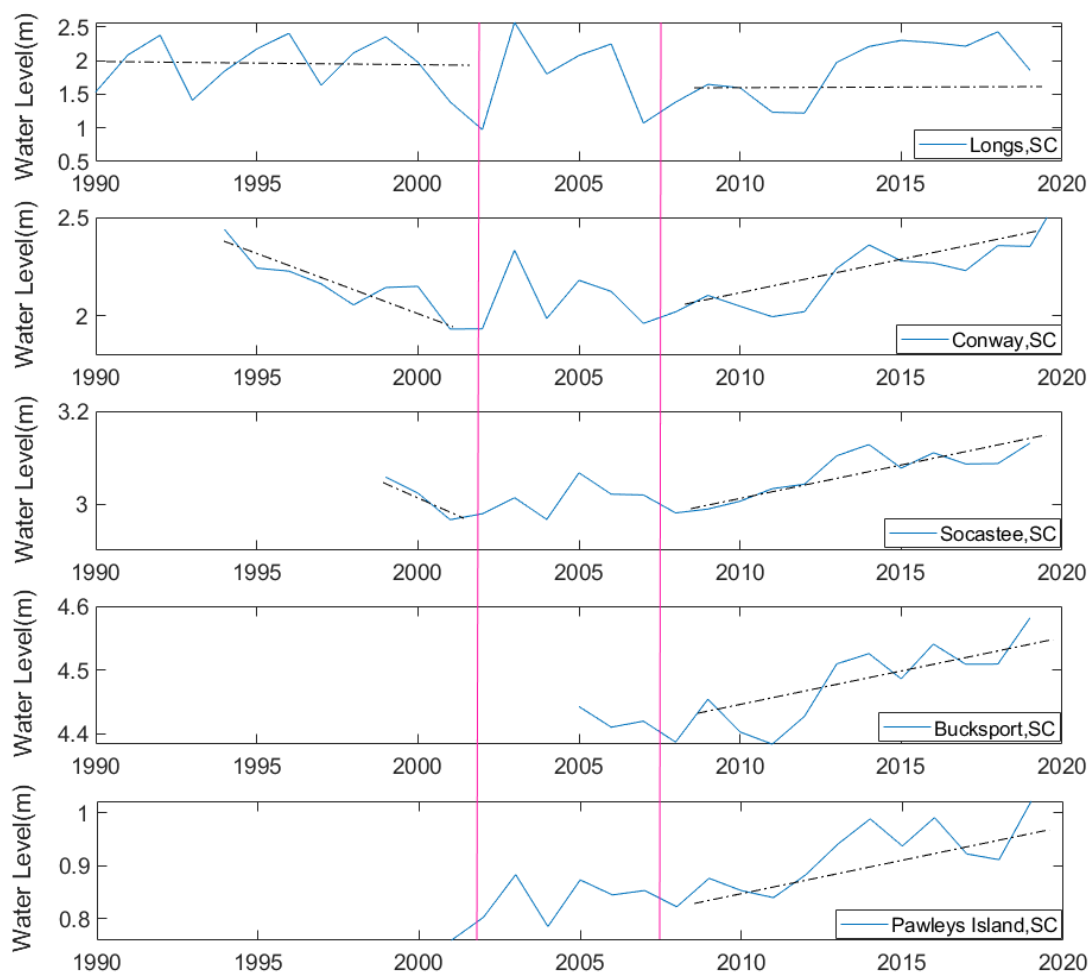 Water Level(m)
2.5
2
1.5
1
0.5
Longs,SC
1990 1995 2000 2005 2010 2015 2020
Water Level(m)
2.5
2
Conway,SC
1990 1995 2000 2005 2010 2015 2020
Water Level(m)
3.2
3
Socastee,SC
1990 1995 2000 2005 2010 2015 2020
Water Level(m)
4.6
4.5
4.4
Bucksport,SC
1990 1995 2000 2005 2010 2015 2020
Water Level(m)
1
0.9
0.8
Pawleys Island,SC
1990 1995 2000 2005 2010 2015 2020